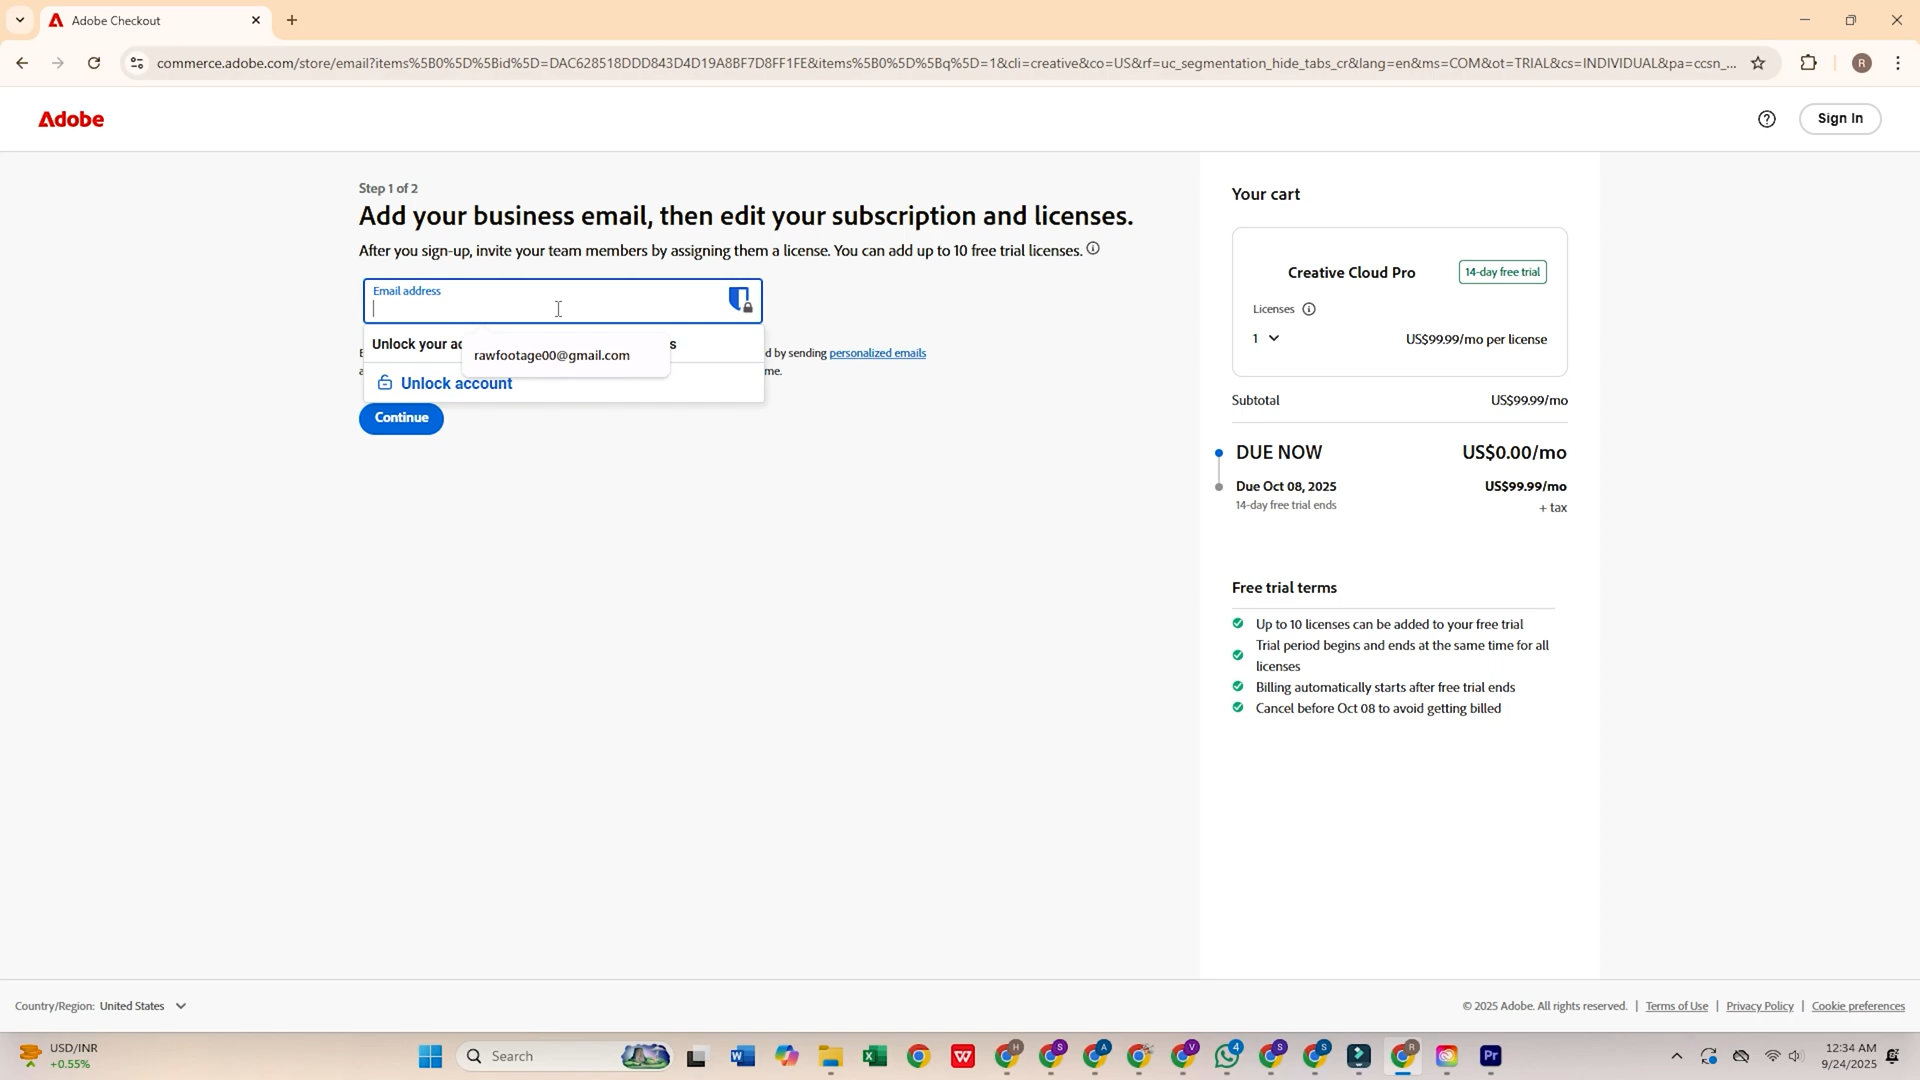 Adobe Checkout
commerce.adobe.com/store/email?items%5B0%5D%5Bid%5D=DAC628518DDD843D4D19A8BF7D8FF1FE&items%5B0%5D%5Bq%5D=1&cli=creative&co=US&rf=uc_segmentation_hide_tabs_cr&lang=en&ms=COM&ot=TRIAL&cs=INDIVIDUAL&pa=ccsn_...
R
Adobe
Sign In
Step 1 of 2
Add your business email, then edit your subscription and licenses.
After you sign-up, invite your team members by assigning them a license. You can add up to 10 free trial licenses.
Email address
Unlock your
rawfootage00@gmail.com
d by sending personalized emails
me.
Unlock account
Continue
Your cart
Creative Cloud Pro
14-day free trial
Licenses
1
US$99.99/mo per license
Subtotal
US$99.99/mo
DUE NOW
US$0.00/mo
Due Oct 08, 2025
US$99.99/mo
14-day free trial ends
+ tax
Free trial terms
Up to 10 licenses can be added to your free trial
Trial period begins and ends at the same time for all
licenses
Billing automatically starts after free trial ends
Cancel before Oct 08 to avoid getting billed
Country/Region: United States
© 2025 Adobe. All rights reserved. | Terms of Use | Privacy Policy | Cookie preferences
USD/INR
+0.55%
Search
W
H
S
A
V
4
S
S
R
Pr
12:34 AM
9/24/2025